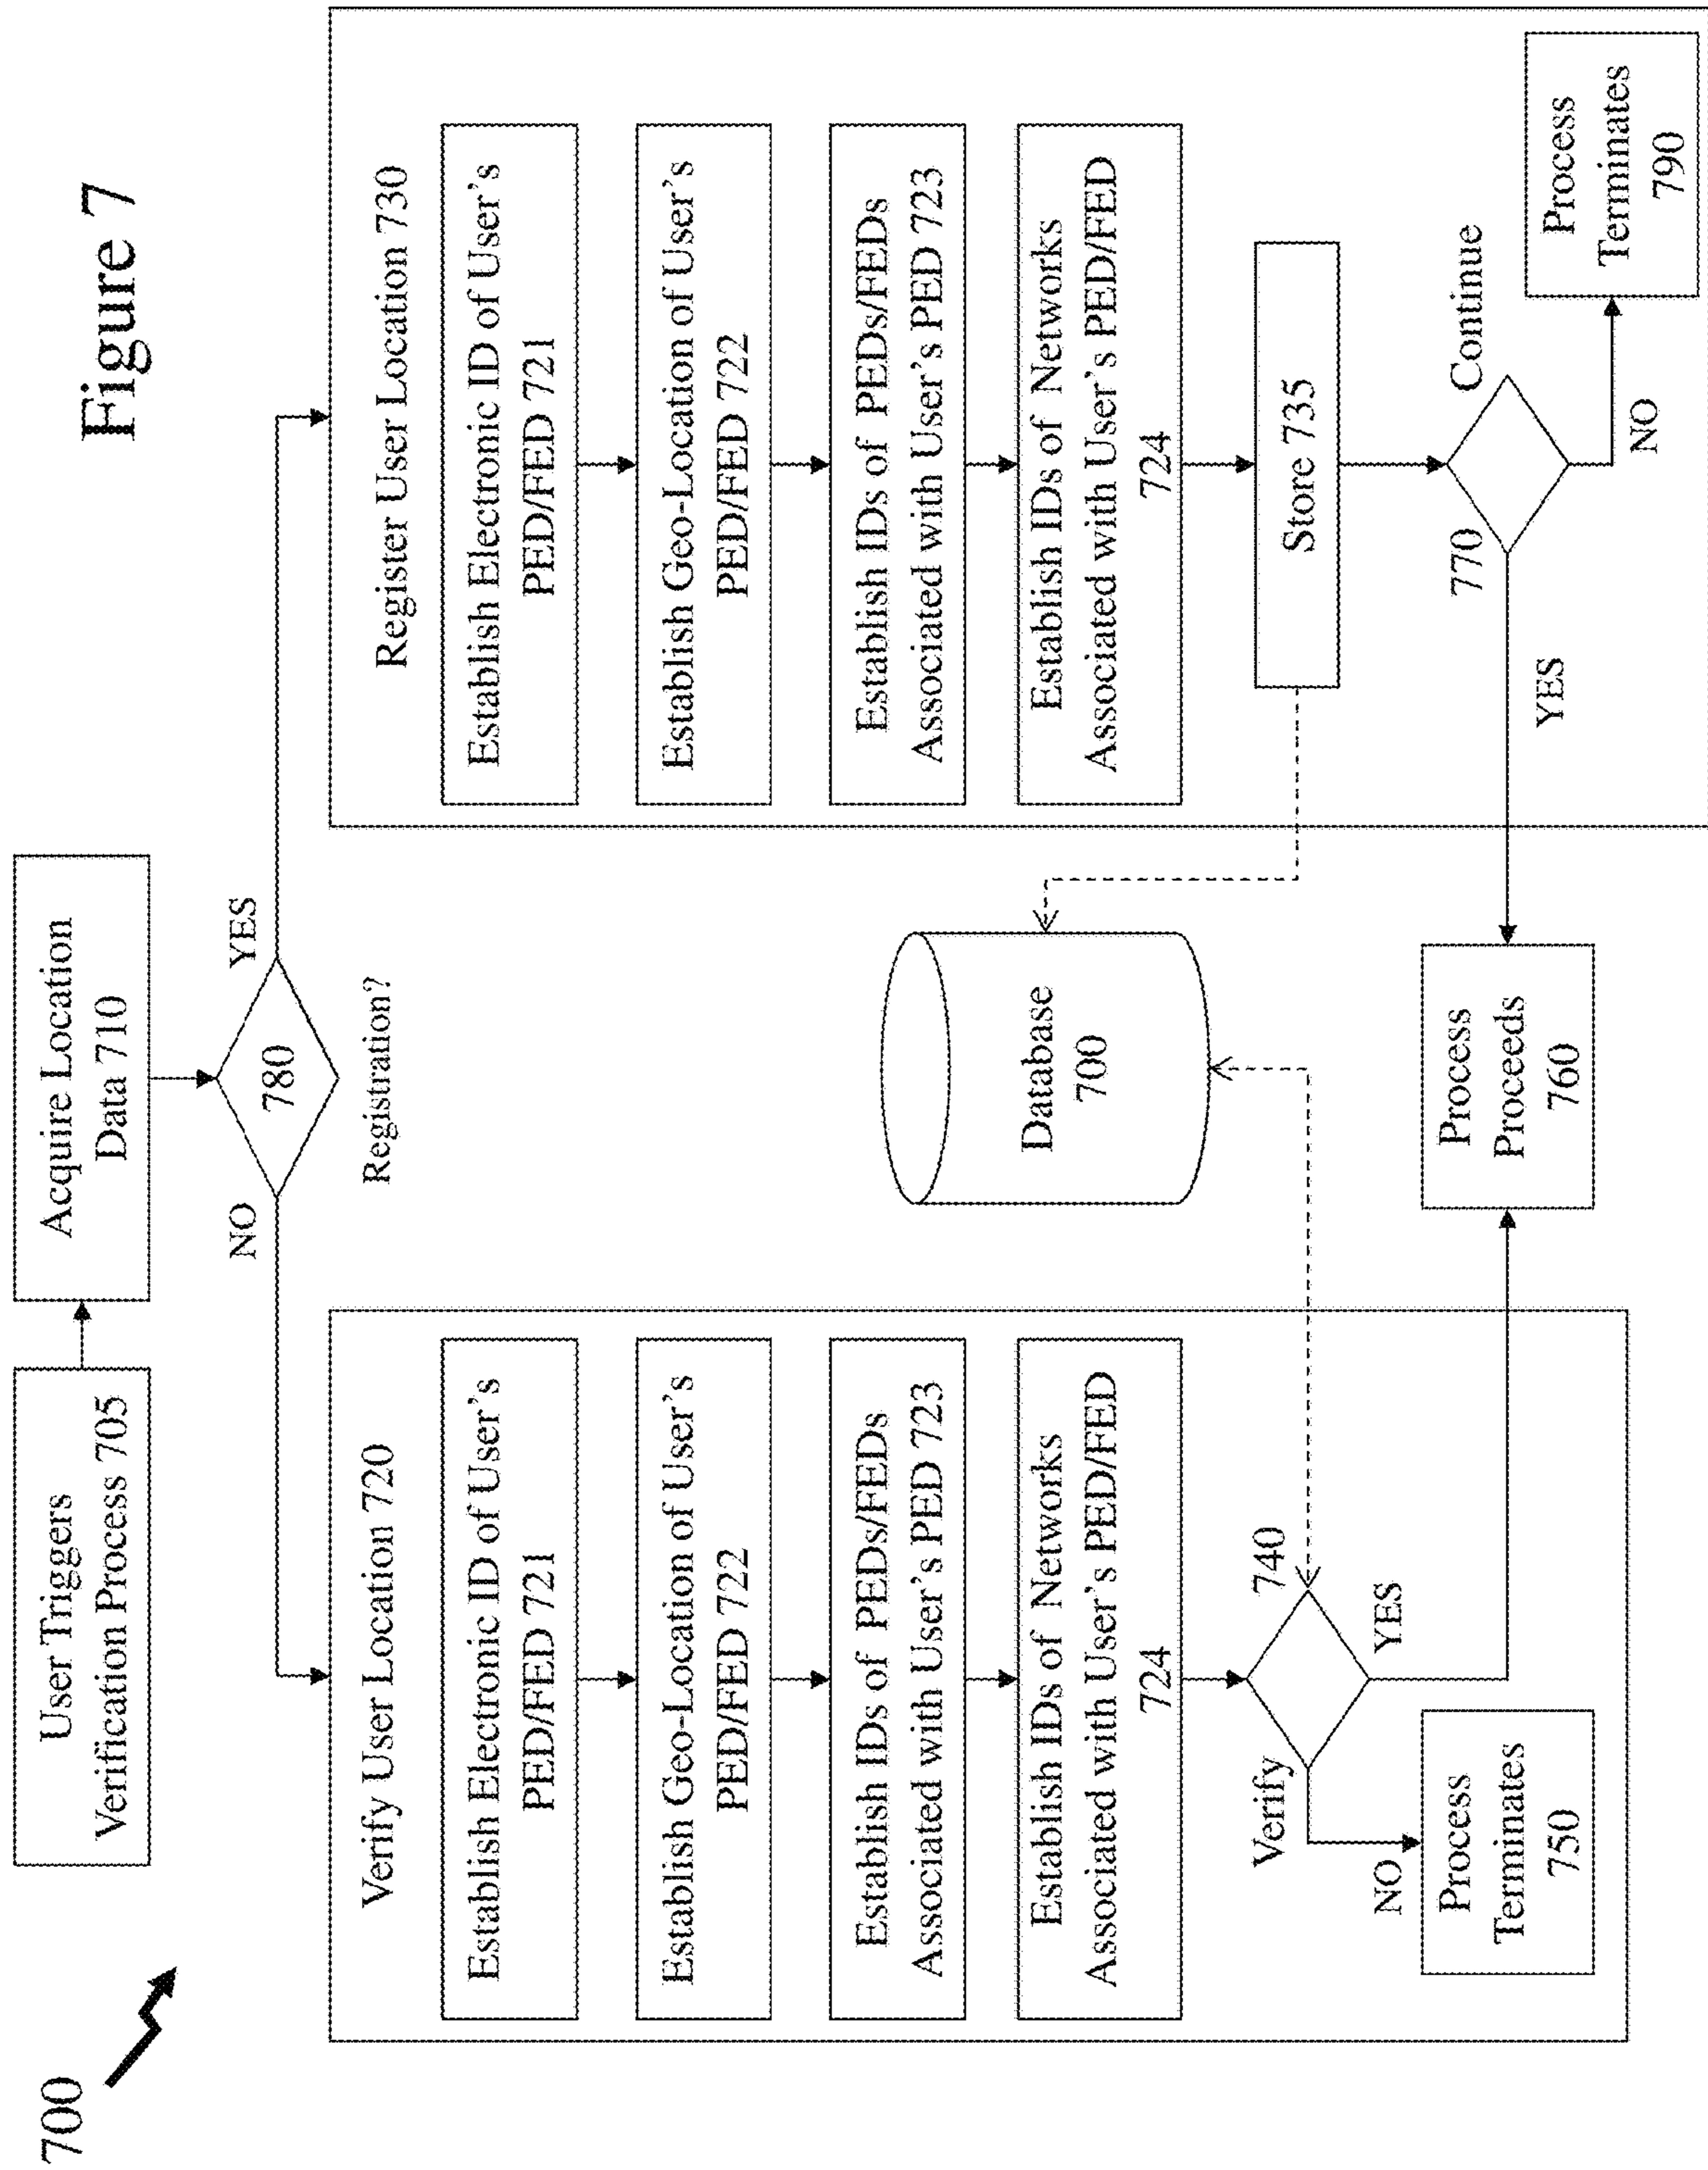 700
Figure 7
User Triggers
Verification Process 705
Acquire Location
Data 710
780
NO
YES
Registration?
Verify User Location 720
Establish Electronic ID of User's
PED/FED 721
Establish Geo-Location of User's
PED/FED 722
Establish IDs of PEDs/FEDs
Associated with User's PED 723
Establish IDs of Networks
Associated with User's PED/FED
724
Verify
740
NO
YES
Process
Terminates
750
Database
700
Process
Proceeds
760
Register User Location 730
Establish Electronic ID of User's
PED/FED 721
Establish Geo-Location of User's
PED/FED 722
Establish IDs of PEDs/FEDs
Associated with User's PED 723
Establish IDs of Networks
Associated with User's PED/FED
724
Store 735
770
Continue
YES
NO
Process
Terminates
790